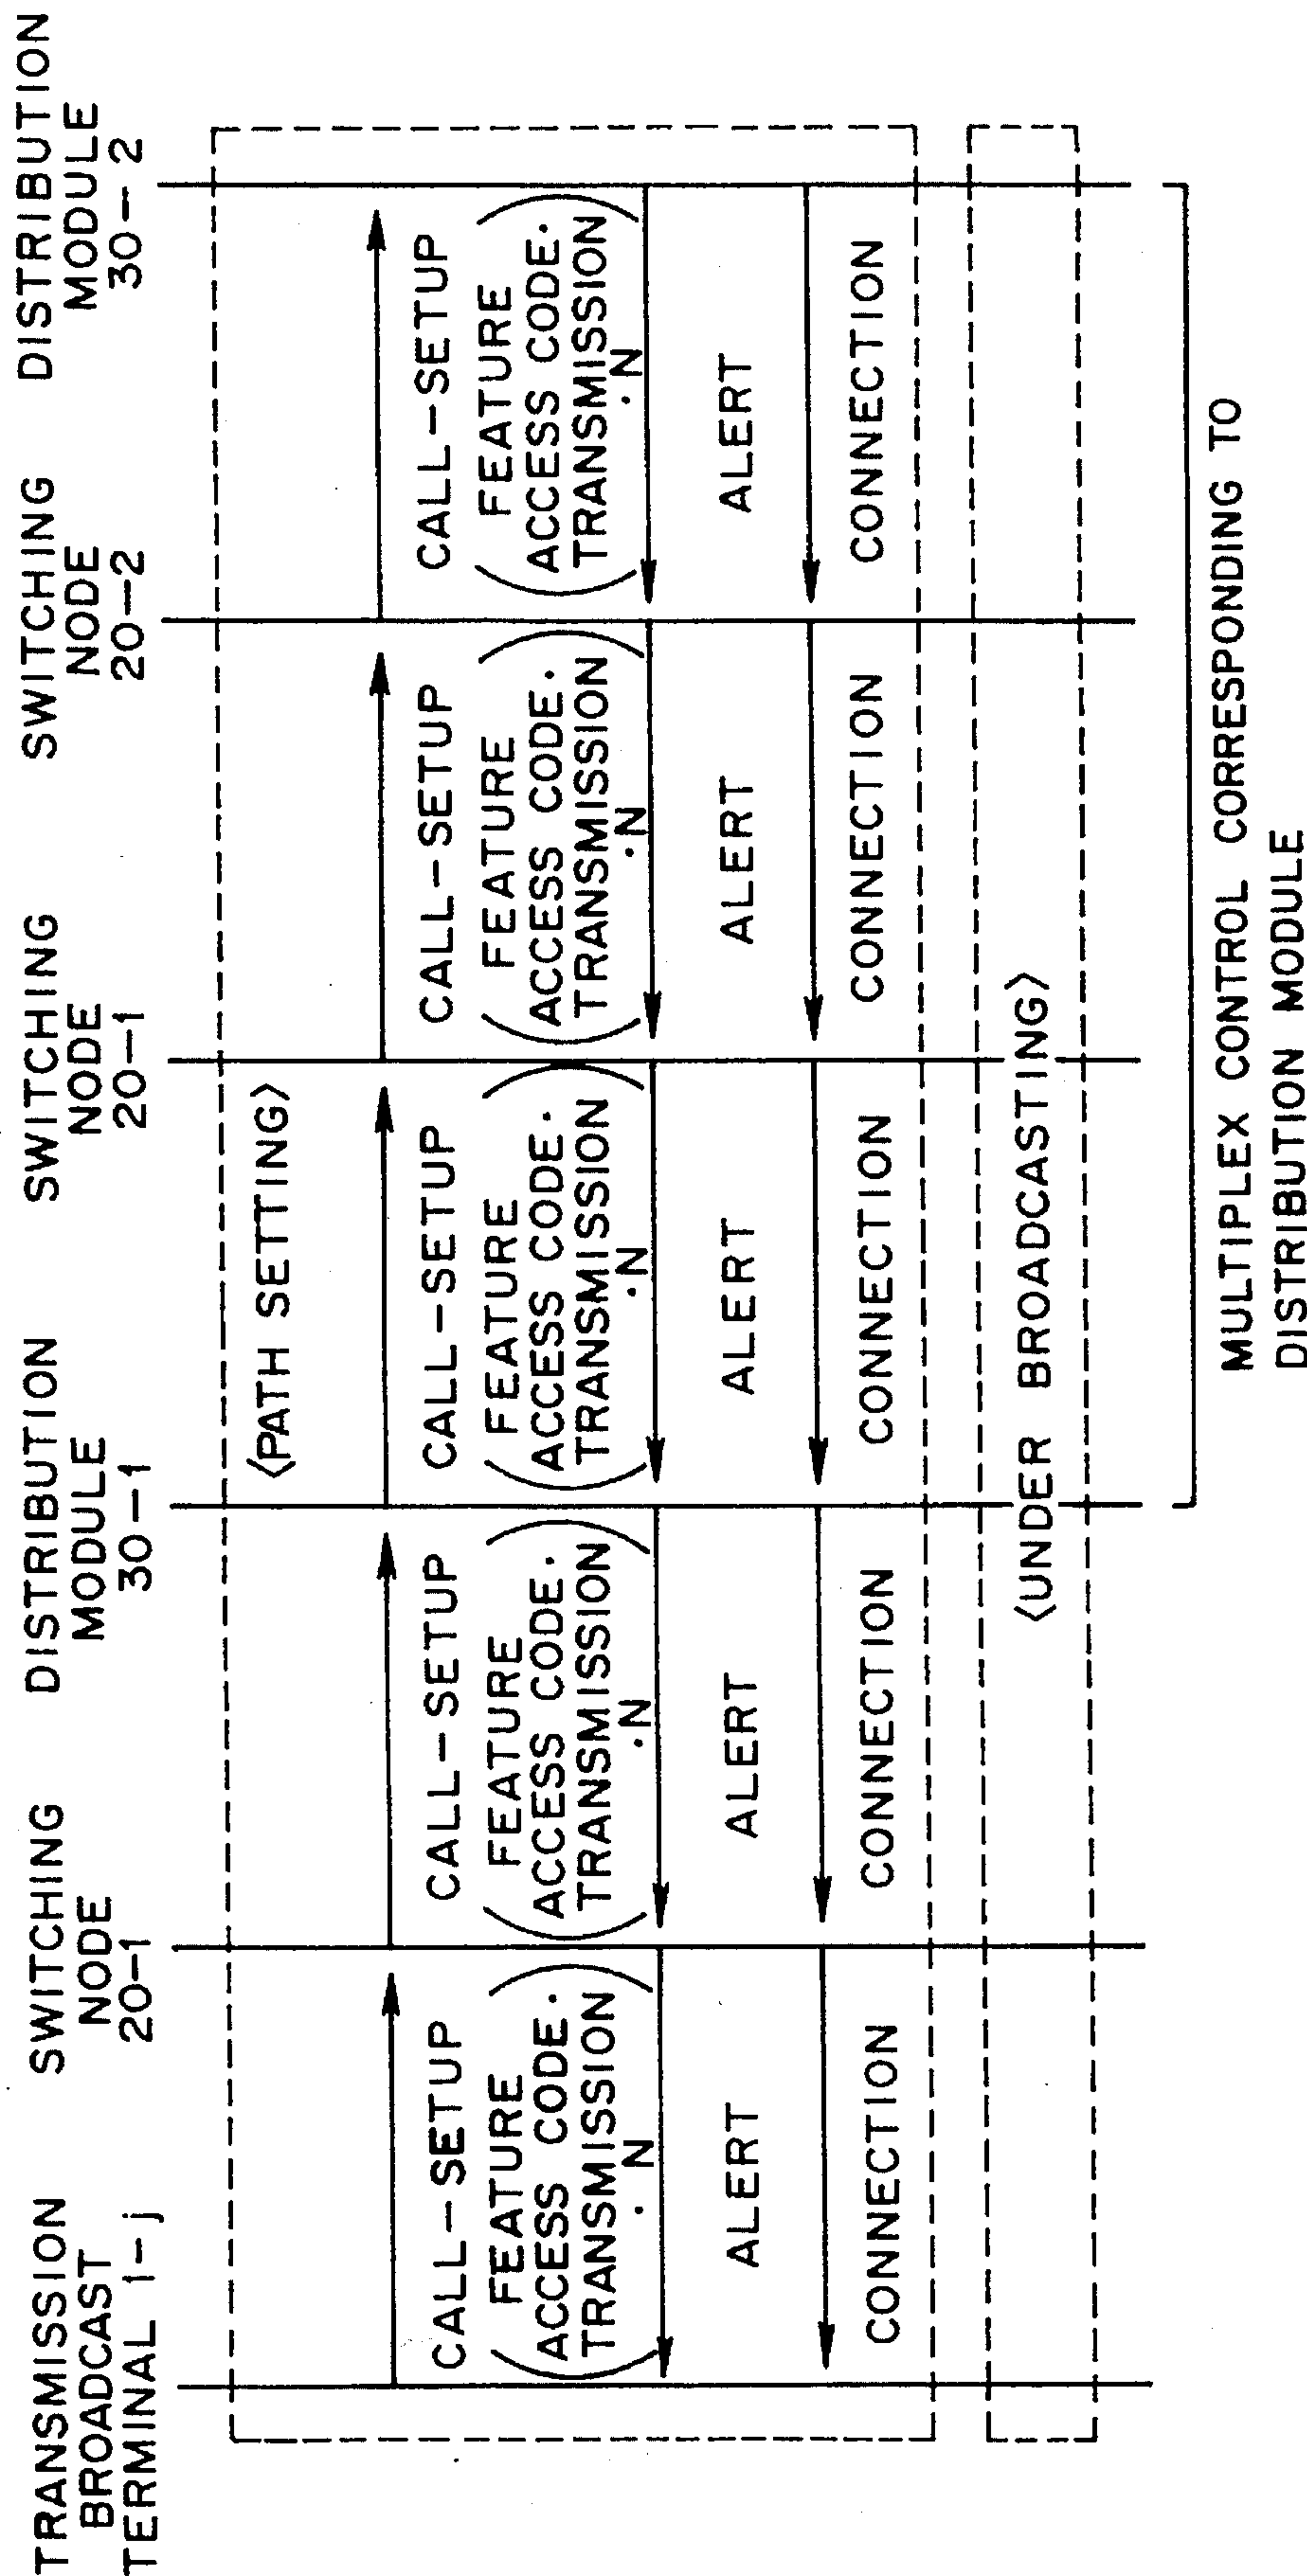 TRANSMISSION
BROADCAST
TERMINAL 1-j
SWITCHING
NODE
20-1
DISTRIBUTION
MODULE
30-1
SWITCHING
NODE
20-1
SWITCHING
NODE
20-2
DISTRIBUTION
MODULE
30-2
<PATH SETTING>
CALL-SETUP
FEATURE
(ACCESS CODE.
TRANSMISSION
.N)
ALERT
CONNECTION
CALL-SETUP
FEATURE
(ACCESS CODE.
TRANSMISSION
.N)
ALERT
CONNECTION
CALL-SETUP
FEATURE
(ACCESS CODE.
TRANSMISSION
.N)
ALERT
CONNECTION
CALL-SETUP
FEATURE
(ACCESS CODE.
TRANSMISSION
.N)
ALERT
CONNECTION
CALL-SETUP
FEATURE
(ACCESS CODE.
TRANSMISSION
.N)
ALERT
CONNECTION
<UNDER BROADCASTING>
MULTIPLEX CONTROL CORRESPONDING TO
DISTRIBUTION MODULE